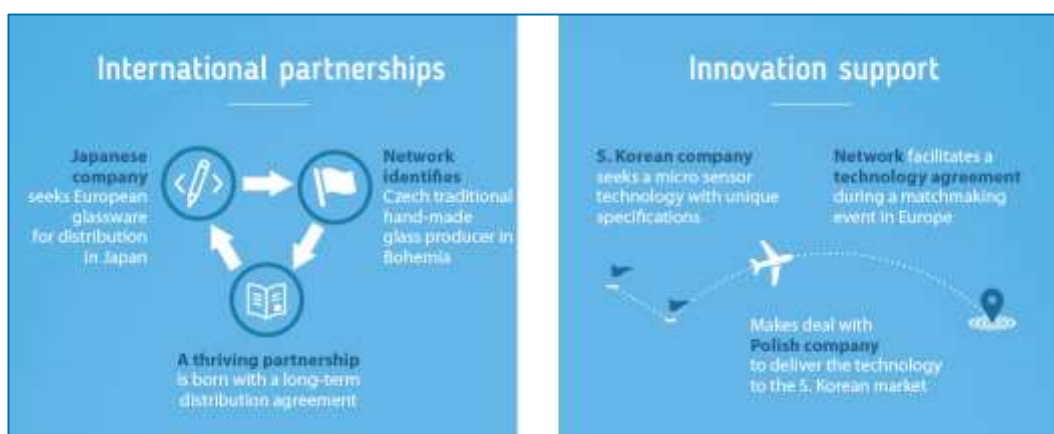 International partnerships
Japanese
company
seeks European
glassware
for distribution
in Japan
Network
identifies
Czech traditional
hand-made
glass producer in
Bohemia
A thriving partnership
is born with a long-term
distribution agreement
Innovation support
S. Korean company
seeks a micro sensor
technology with unique
specifications
Network facilitates a
technology agreement
during a matchmaking
event in Europe
Makes deal with
Polish company
to deliver the technology
to the S. Korean market